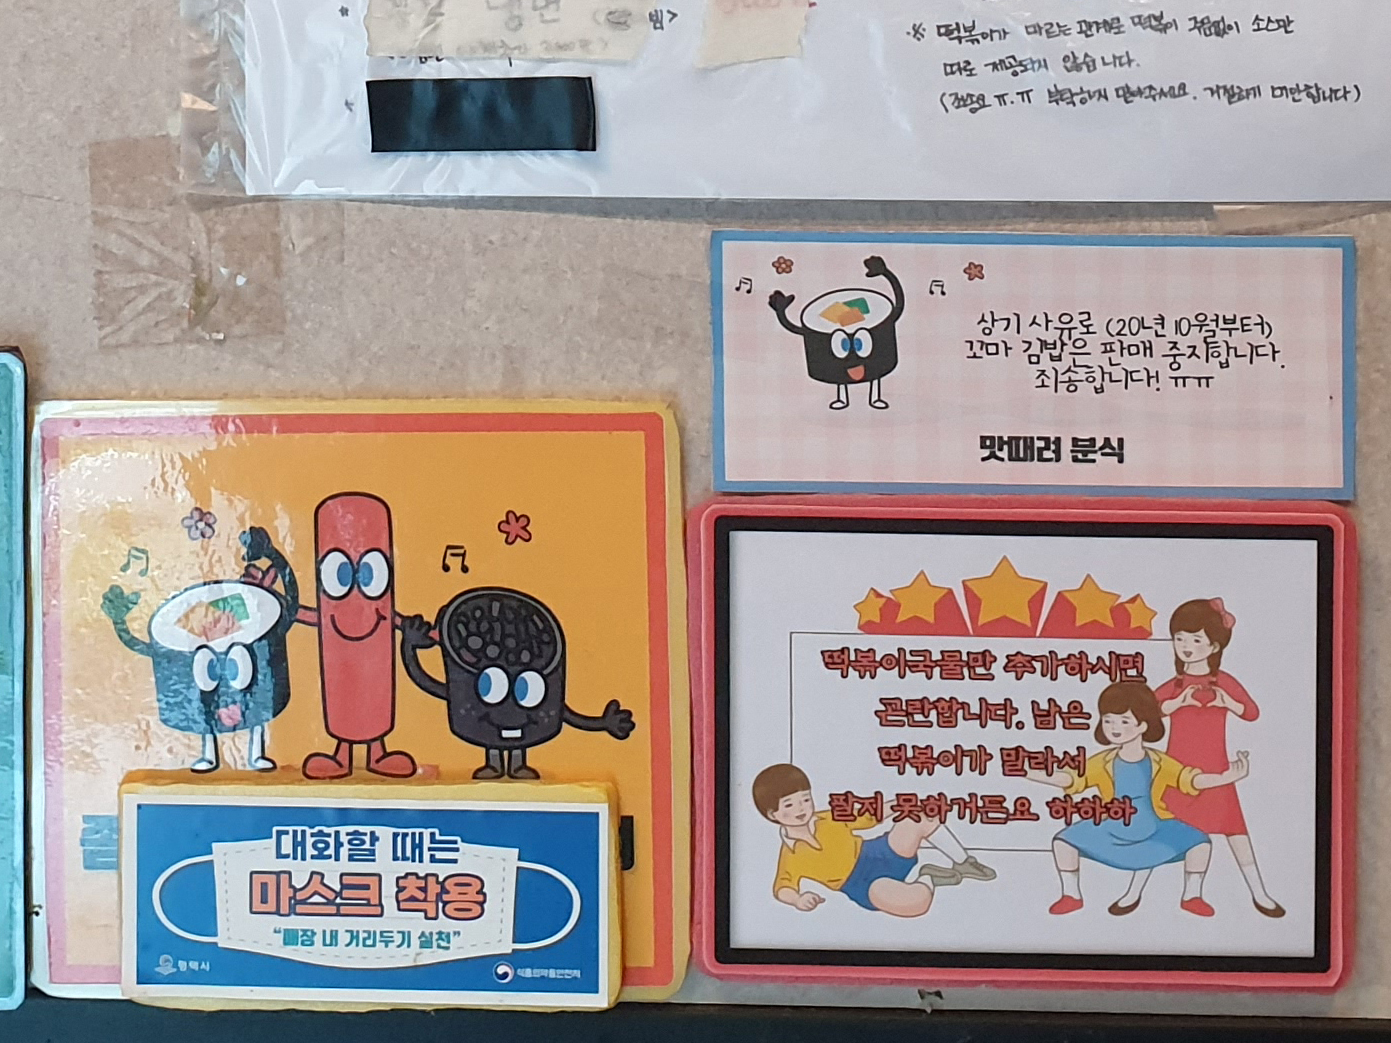 냉면
빔>
※ 떡볶이가 마르는 관계로 떡볶이 주문없이 소스만
따로 제공되지 않습니다.
(죄송요 ㅠ.ㅠ 부탁하지 말아주세요. 거절하기 미안합니다)
상기 사유로 (20년 10월부터)
꼬마 김밥은 판매 중지합니다.
죄송합니다! ㅠㅠ
맛때려 분식
떡볶이국물만 추가하시면
곤란합니다. 남은
떡볶이가 말라서
팔지 못하거든요 하하하
대화할 때는
마스크 착용
“매장 내 거리두기 실천”
평택시
식품의약품안전처